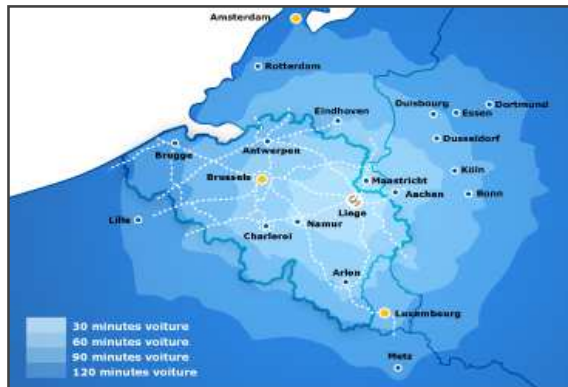 Amsterdam
Rotterdam
Eindhoven
Duisbourg
Essen
Dortmund
Dusseldorf
Brugge
Antwerpen
Brussels
Maastricht
Aachen
Köln
Bonn
Liege
Lille
Charleroi
Namur
Arlon
Luxembourg
Metz
30 minutes voiture
60 minutes voiture
90 minutes voiture
120 minutes voiture